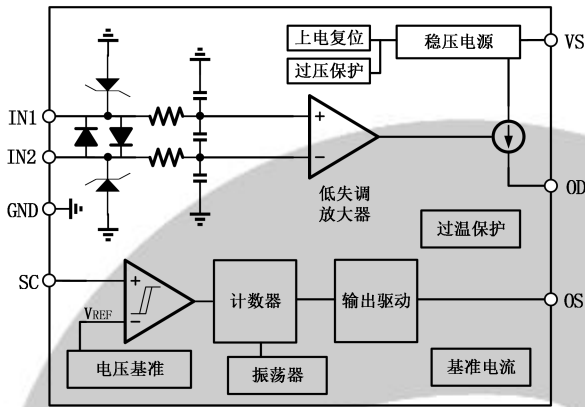 上电复位
稳压电源
VS
过压保护
IN1
+
IN2
−
OD
低失调
放大器
GND
过温保护
SC
+
计数器
输出驱动
OS
VREF
−
电压基准
振荡器
基准电流